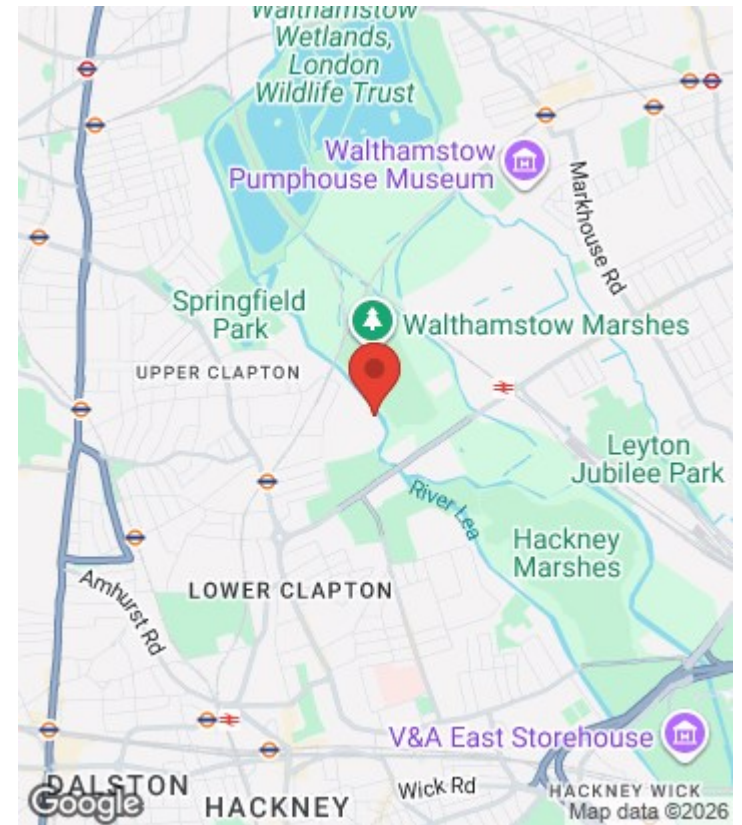 Walthamstow
Wetlands,
London
Wildlife Trust
Walthamstow
Pumphouse Museum
Markhouse Rd
Springfield
Park
Walthamstow Marshes
UPPER CLAPTON
Leyton
Jubilee Park
River Lea
Hackney
Marshes
Amhurst Rd
LOWER CLAPTON
V&A East Storehouse
DALSTON
Wick Rd
HACKNEY WICK
Google
HACKNEY
Map data ©2026